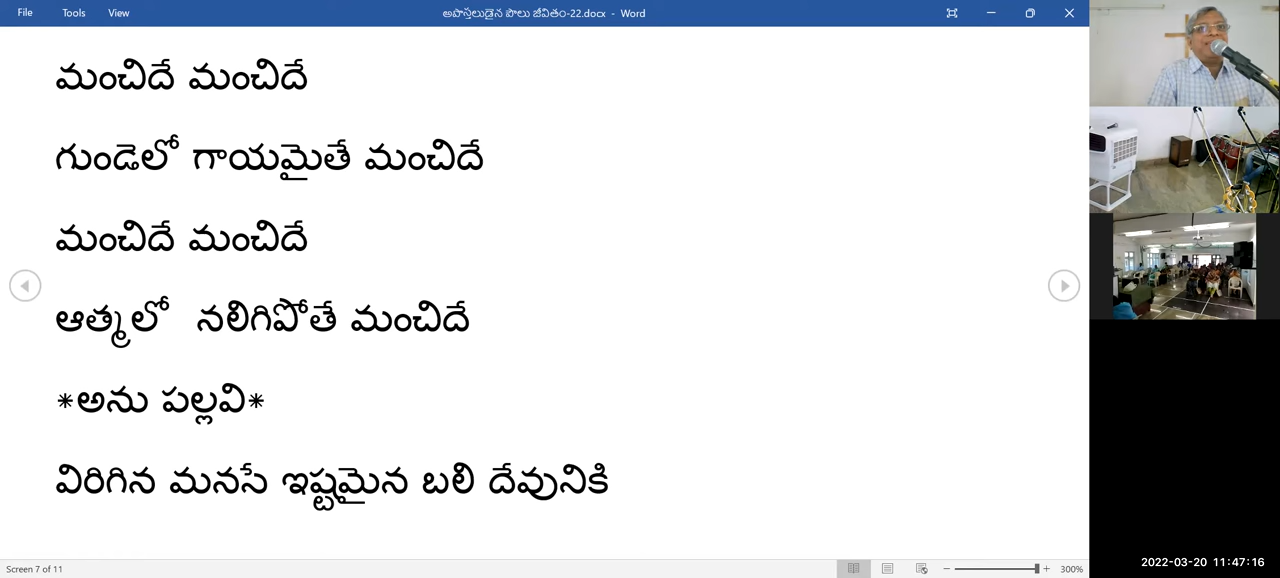 File Tools View అపొస్తలుడైన పౌలు జీవితం-22.docx - Word
మంచిదే మంచిదే
గుండెలో గాయమైతే మంచిదే
మంచిదే మంచిదే
ఆత్మలో నలిగిపోతే మంచిదే
*అను పల్లవి*
విరిగిన మనసే ఇష్టమైన బలి దేవునికి
Screen 7 of 11 300%
2022-03-20 11:47:16